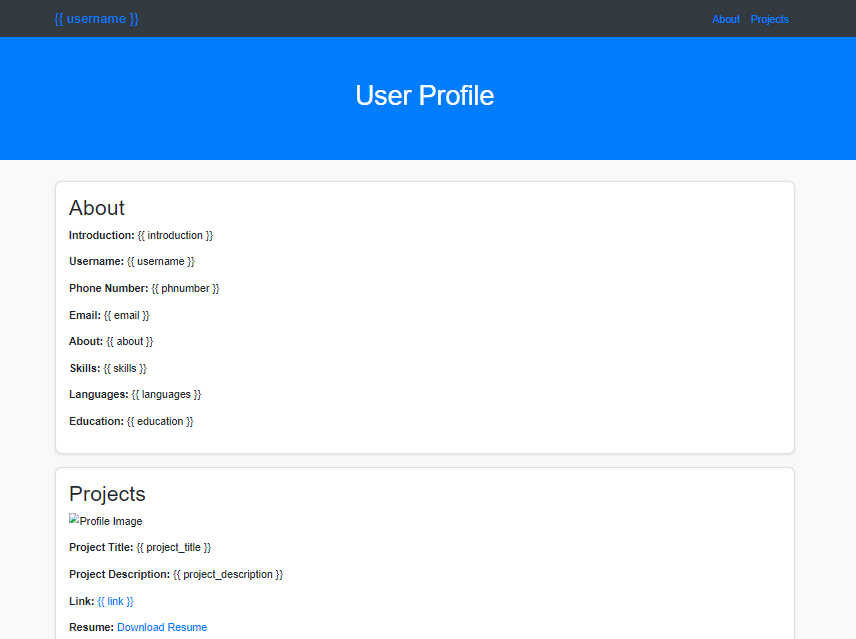 {{ username }}
About Projects
User Profile
About
Introduction: {{ introduction }}
Username: {{ username }}
Phone Number: {{ phnumber }}
Email: {{ email }}
About: {{ about }}
Skills: {{ skills }}
Languages: {{ languages }}
Education: {{ education }}
Projects
Profile Image
Project Title: {{ project_title }}
Project Description: {{ project_description }}
Link: {{ link }}
Resume: Download Resume